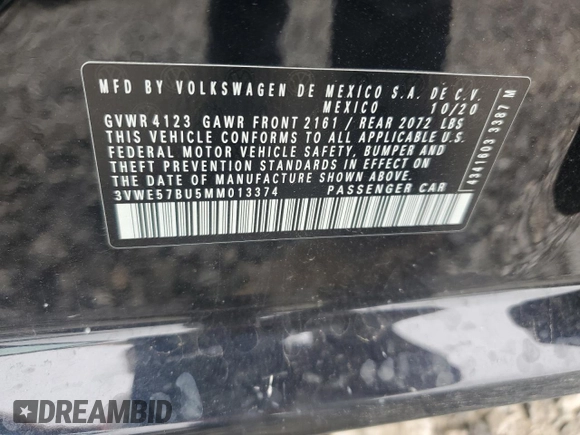 MFD BY VOLKSWAGEN DE MEXICO S.A. DE C.V.
MEXICO 10/20
GVWR 4123 GAWR FRONT 2161 / REAR 2072 LBS
THIS VEHICLE CONFORMS TO ALL APPLICABLE U.S.
FEDERAL MOTOR VEHICLE SAFETY, BUMPER AND
THEFT PREVENTION STANDARDS IN EFFECT ON
THE DATE OF MANUFACTURE SHOWN ABOVE.
3VWE57BU5MM013374 PASSENGER CAR
4341603 3387 M
DREAMBID